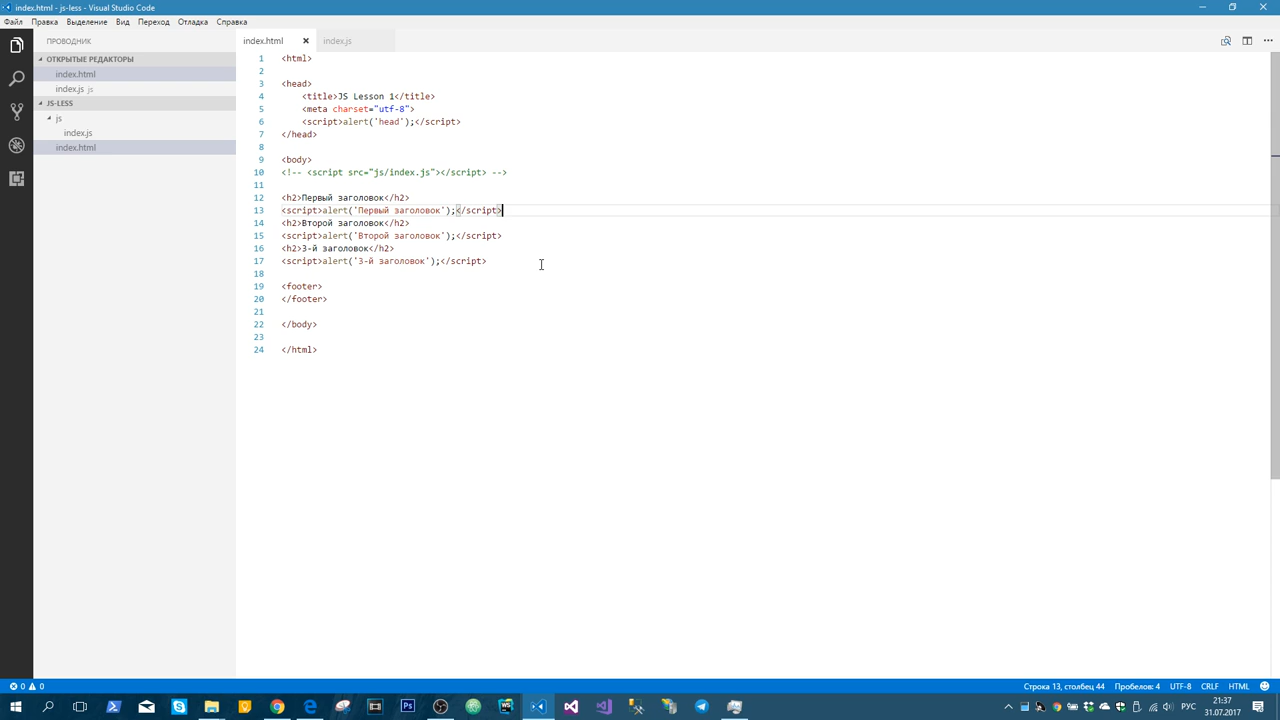 index.html - js-less - Visual Studio Code
Файл Правка Выделение Вид Переход Отладка Справка
ПРОВОДНИК
index.html
index.js
ОТКРЫТЫЕ РЕДАКТОРЫ
index.html
index.js js
JS-LESS
js
index.js
index.html
1 <html>
2
3 <head>
4 <title>JS Lesson 1</title>
5 <meta charset="utf-8">
6 <script>alert('head');</script>
7 </head>
8
9 <body>
10 <!-- <script src="js/index.js"></script> -->
11
12 <h2>Первый заголовок</h2>
13 <script>alert('Первый заголовок');</script>
14 <h2>Второй заголовок</h2>
15 <script>alert('Второй заголовок');</script>
16 <h2>3-й заголовок</h2>
17 <script>alert('3-й заголовок');</script>
18
19 <footer>
20 </footer>
21
22 </body>
23
24 </html>
0 0
Строка 13, столбец 44 Пробелов: 4 UTF-8 CRLF HTML
РУС
21:37
31.07.2017